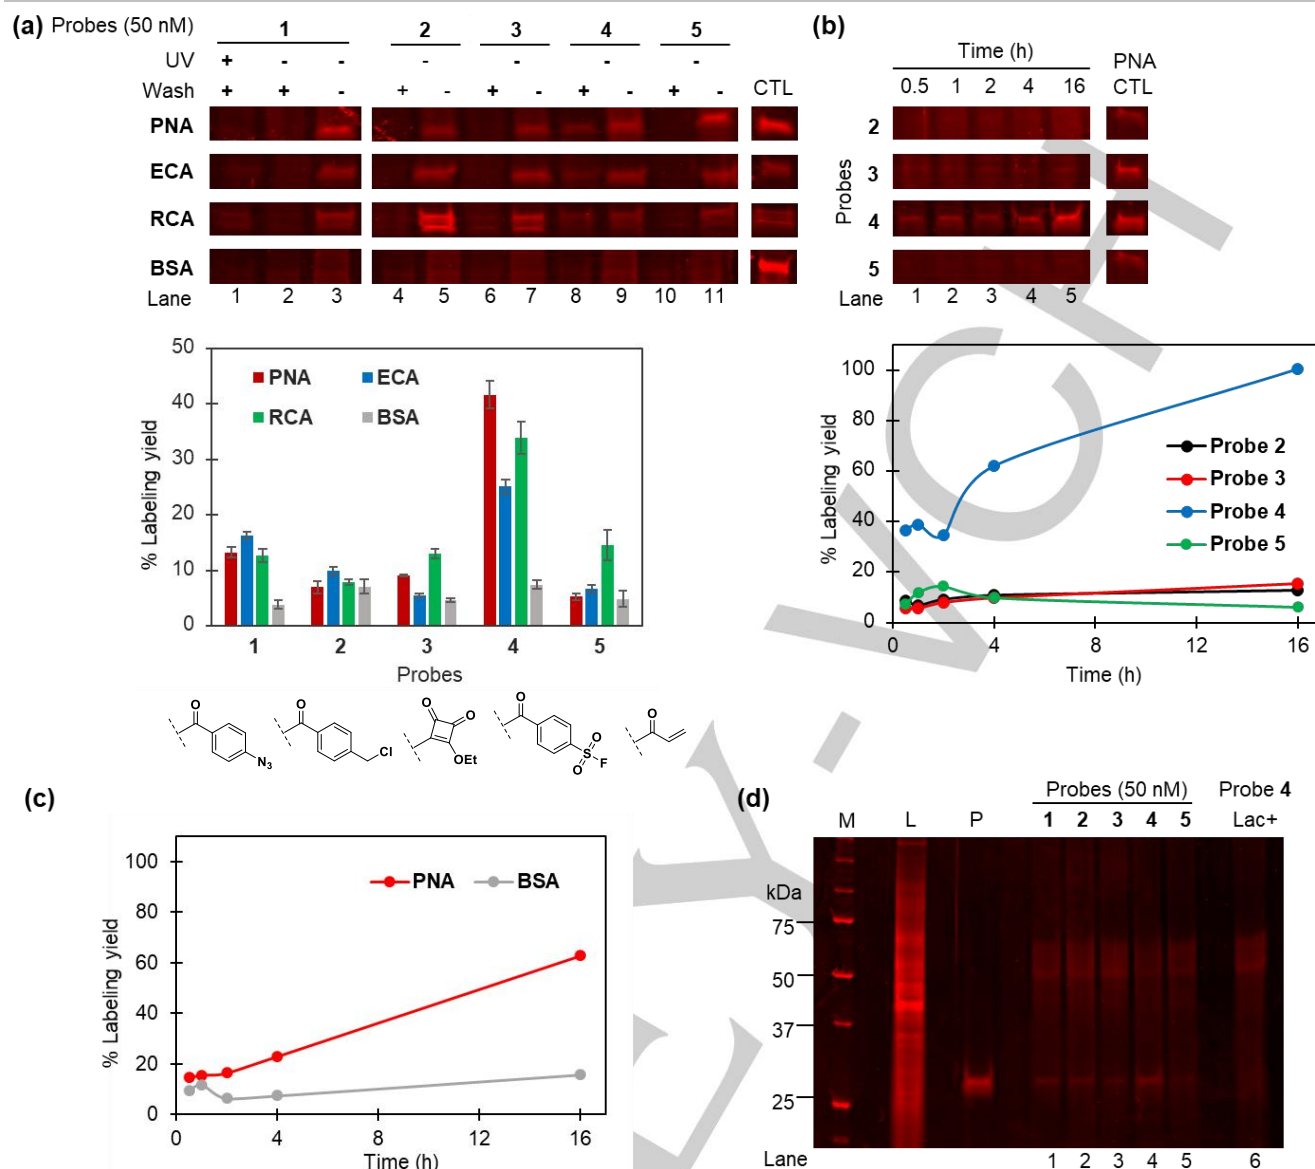 (a) Probes (50 nM) 1 2 3 4 5
UV + - - - - - -
Wash + + - + - + - + - + - CTL
PNA
ECA
RCA
BSA
Lane 1 2 3 4 5 6 7 8 9 10 11
50
40
30
20
10
0
% Labeling yield
PNA ECA
RCA BSA
1 2 3 4 5
Probes
O N3
O Cl
O O OEt
O O S F O
O
(b)
Time (h) PNA
0.5 1 2 4 16 CTL
Probes
2
3
4
5
Lane 1 2 3 4 5
100
80
60
40
20
0
% Labeling yield
Probe 2
Probe 3
Probe 4
Probe 5
0 4 8 12 16
Time (h)
(c)
100
80
60
40
20
0
% Labeling yield
PNA BSA
0 4 8 12 16
Time (h)
(d)
Probes (50 nM) Probe 4
M L P 1 2 3 4 5 Lac+
kDa
75
50
37
25
Lane 1 2 3 4 5 6
EY-VCH